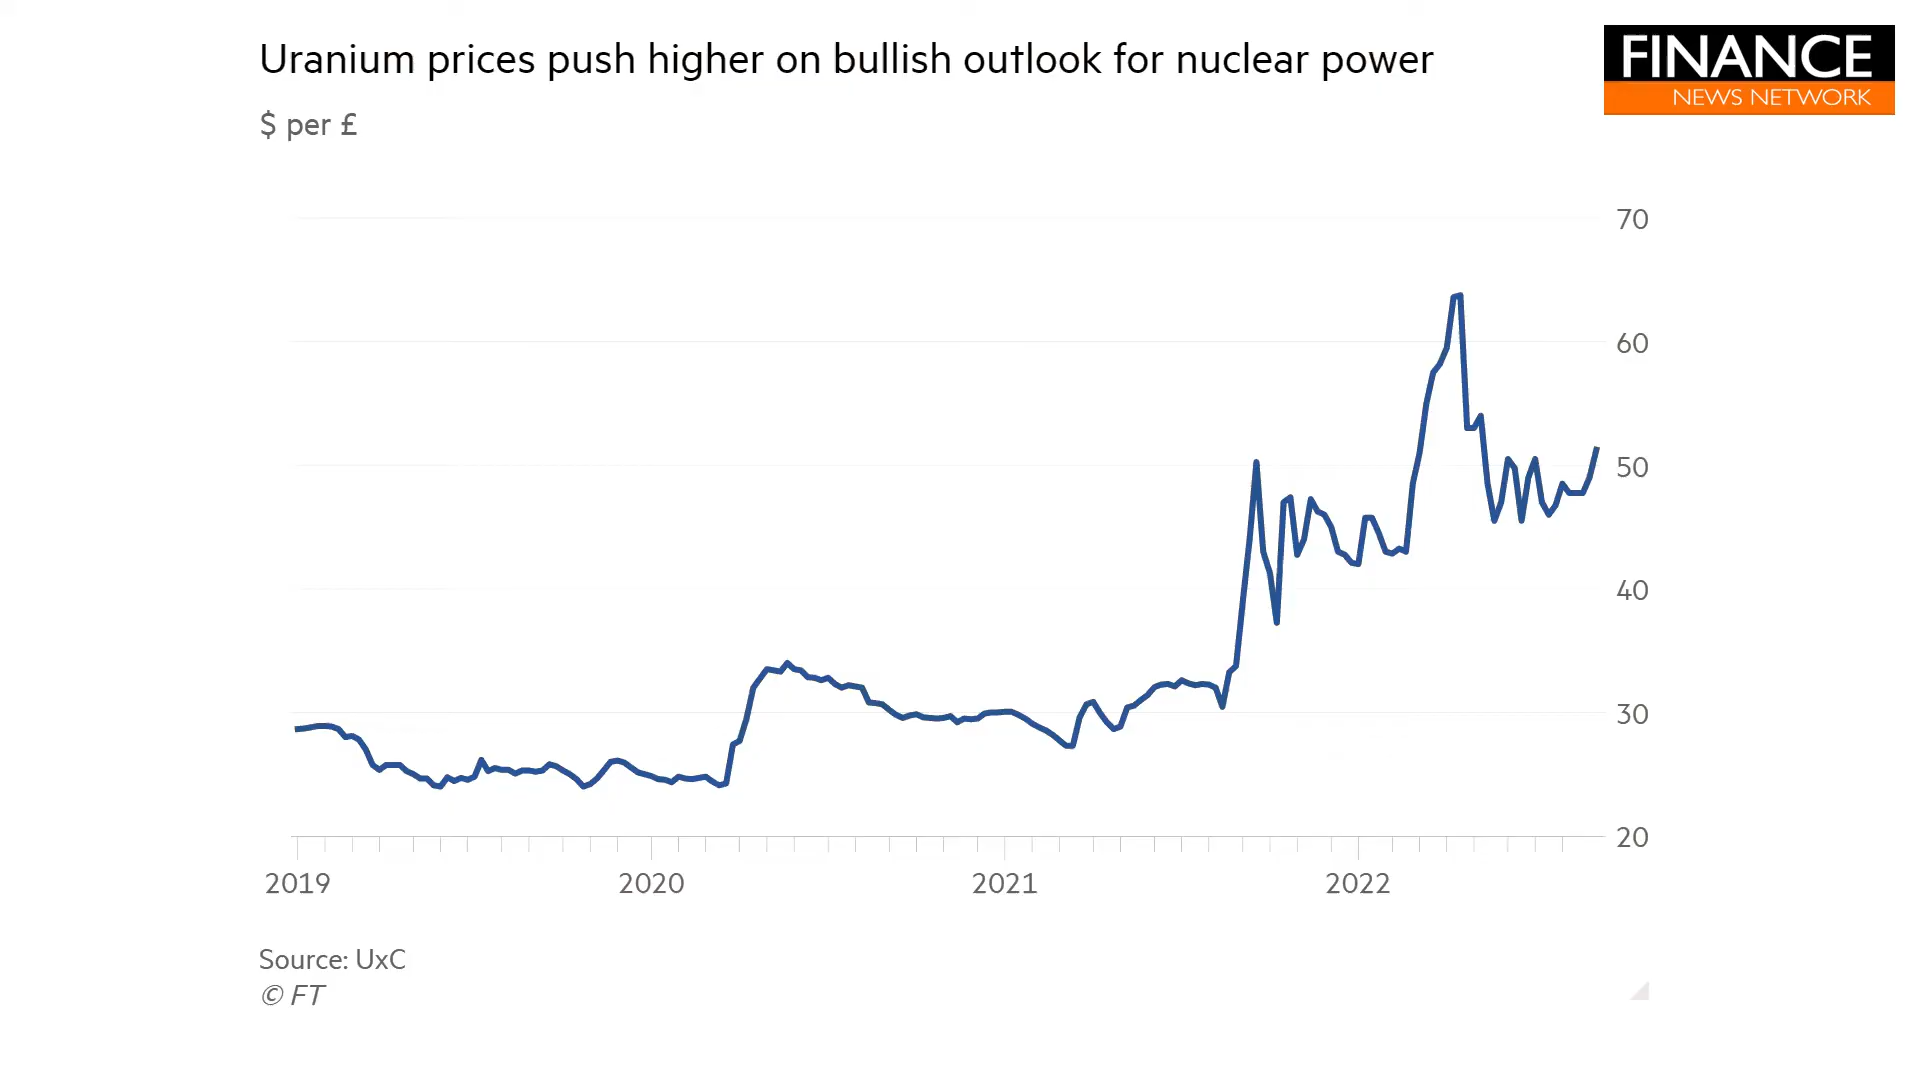 Uranium prices push higher on bullish outlook for nuclear power
$ per £
FINANCE
NEWS NETWORK
70
60
50
40
30
20
2019 2020 2021 2022
Source: UxC
© FT